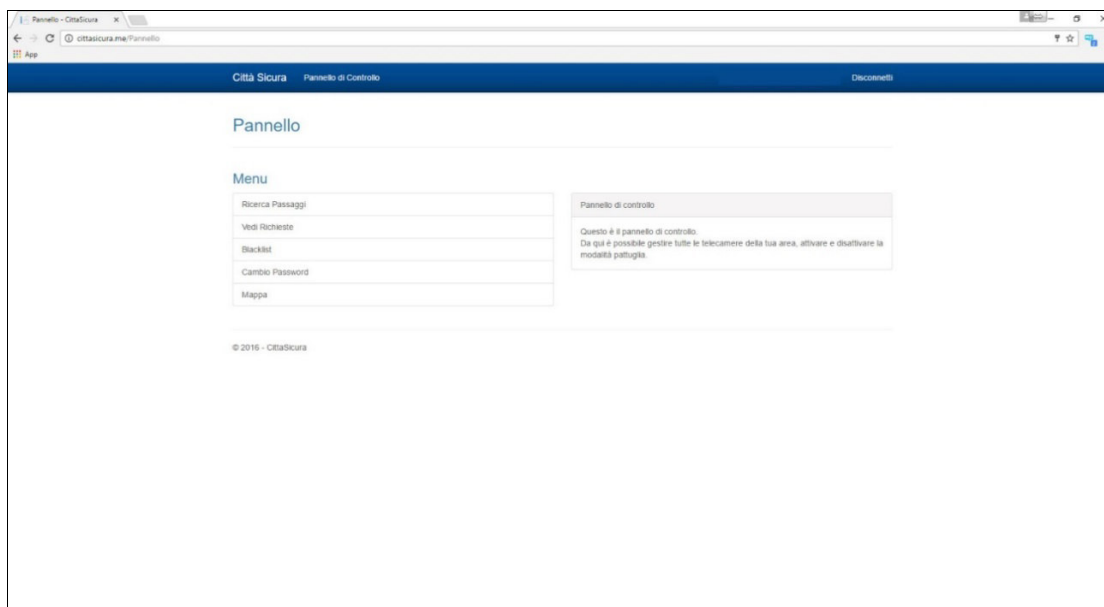 Pannello - CittaSicura
cittasicura.me/Pannello
App
Città Sicura Pannello di Controllo Disconnetti
Pannello
Menu
Ricerca Passaggi
Vedi Richieste
Blacklist
Cambio Password
Mappa
Pannello di controllo
Questo è il pannello di controllo.
Da qui è possibile gestire tutte le telecamere della tua area, attivare e disattivare la
modalità pattuglia.
© 2016 - CittaSicura